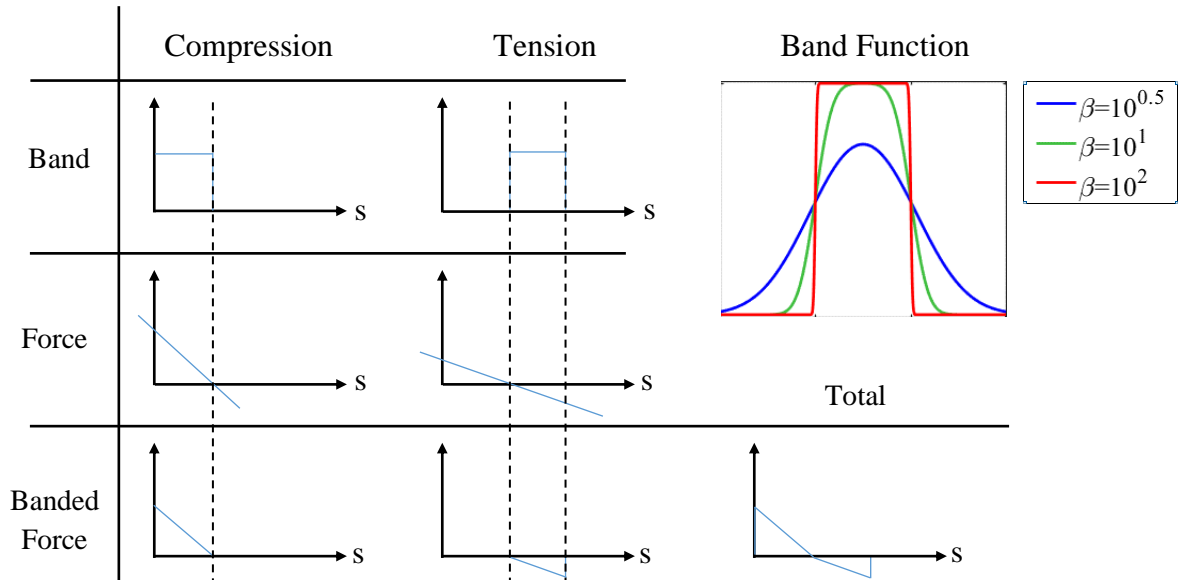 Compression
Tension
Band Function
β=10^0.5
β=10^1
β=10^2
Band
s
s
Force
s
s
Total
Banded
Force
s
s
s